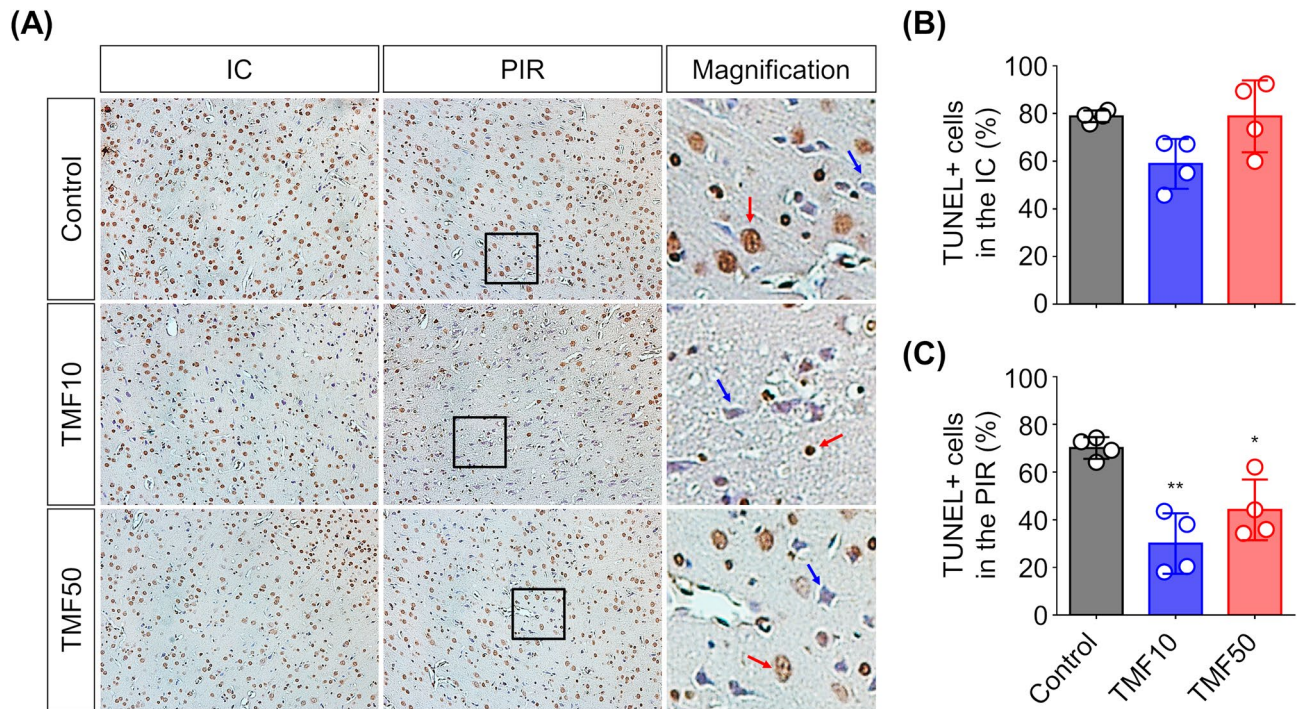 (A)
IC
PIR
Magnification
Control
TMF10
TMF50
(B)
TUNEL+ cells
in the IC (%)
100
80
60
40
20
0
(C)
TUNEL+ cells
in the PIR (%)
100
80
60
40
20
0
**
*
Control
TMF10
TMF50